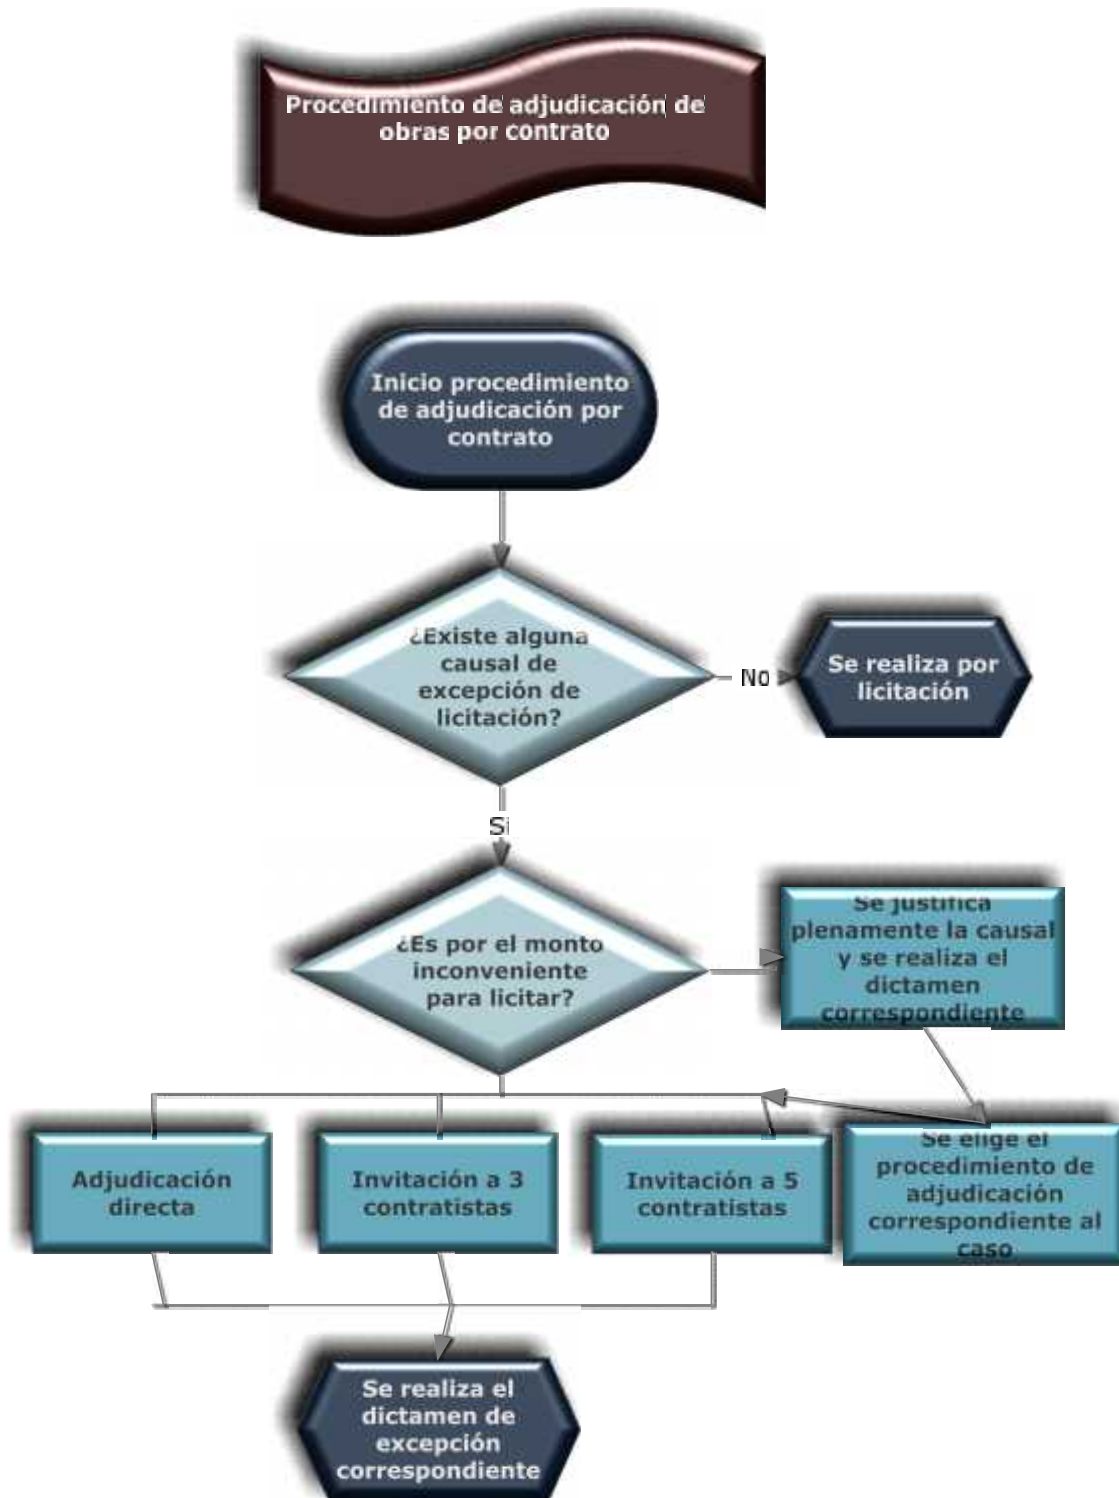 Procedimiento de adjudicación de
obras por contrato
Inicio procedimiento
de adjudicación por
contrato
¿Existe alguna
causal de
excepción de
licitación?
No
Se realiza por
licitación
Si
¿Es por el monto
inconveniente
para licitar?
Se justifica
plenamente la causal
y se realiza el
dictamen
correspondiente
Adjudicación
directa
Invitación a 3
contratistas
Invitación a 5
contratistas
Se elige el
procedimiento de
adjudicación
correspondiente al
caso
Se realiza el
dictamen de
excepción
correspondiente